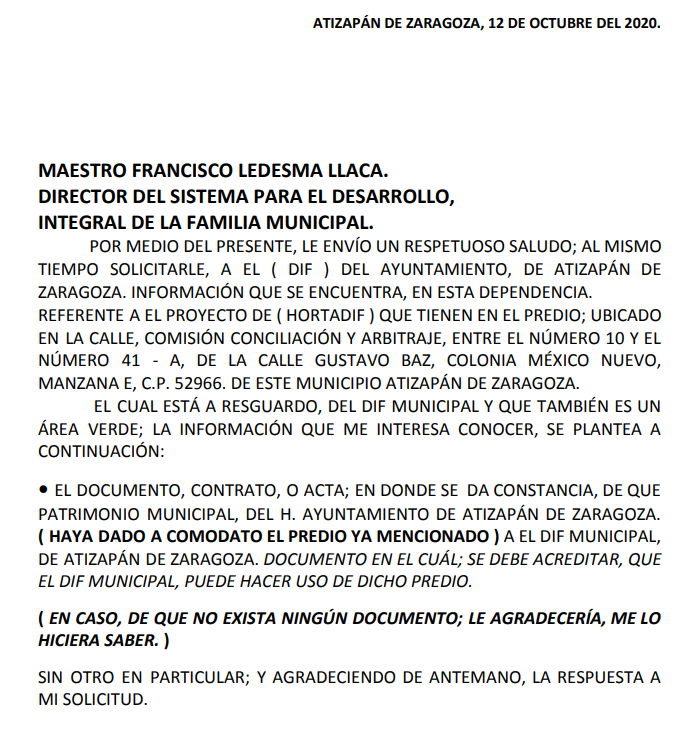 ATIZAPÁN DE ZARAGOZA, 12 DE OCTUBRE DEL 2020.
MAESTRO FRANCISCO LEDESMA LLACA.
DIRECTOR DEL SISTEMA PARA EL DESARROLLO,
INTEGRAL DE LA FAMILIA MUNICIPAL.
POR MEDIO DEL PRESENTE, LE ENVÍO UN RESPETUOSO SALUDO; AL MISMO
TIEMPO SOLICITARLE, A EL ( DIF ) DEL AYUNTAMIENTO, DE ATIZAPÁN DE
ZARAGOZA. INFORMACIÓN QUE SE ENCUENTRA, EN ESTA DEPENDENCIA.
REFERENTE A EL PROYECTO DE ( HORTADIF ) QUE TIENEN EN EL PREDIO; UBICADO
EN LA CALLE, COMISIÓN CONCILIACIÓN Y ARBITRAJE, ENTRE EL NÚMERO 10 Y EL
NÚMERO 41 - A, DE LA CALLE GUSTAVO BAZ, COLONIA MÉXICO NUEVO,
MANZANA E, C.P. 52966. DE ESTE MUNICIPIO ATIZAPÁN DE ZARAGOZA.
EL CUAL ESTÁ A RESGUARDO, DEL DIF MUNICIPAL Y QUE TAMBIÉN ES UN
ÁREA VERDE; LA INFORMACIÓN QUE ME INTERESA CONOCER, SE PLANTEA A
CONTINUACIÓN:
• EL DOCUMENTO, CONTRATO, O ACTA; EN DONDE SE DA CONSTANCIA, DE QUE
PATRIMONIO MUNICIPAL, DEL H. AYUNTAMIENTO DE ATIZAPÁN DE ZARAGOZA.
( HAYA DADO A COMODATO EL PREDIO YA MENCIONADO ) A EL DIF MUNICIPAL,
DE ATIZAPÁN DE ZARAGOZA. DOCUMENTO EN EL CUÁL; SE DEBE ACREDITAR, QUE
EL DIF MUNICIPAL, PUEDE HACER USO DE DICHO PREDIO.
( EN CASO, DE QUE NO EXISTA NINGÚN DOCUMENTO; LE AGRADECERÍA, ME LO
HICIERA SABER. )
SIN OTRO EN PARTICULAR; Y AGRADECIENDO DE ANTEMANO, LA RESPUESTA A
MI SOLICITUD.